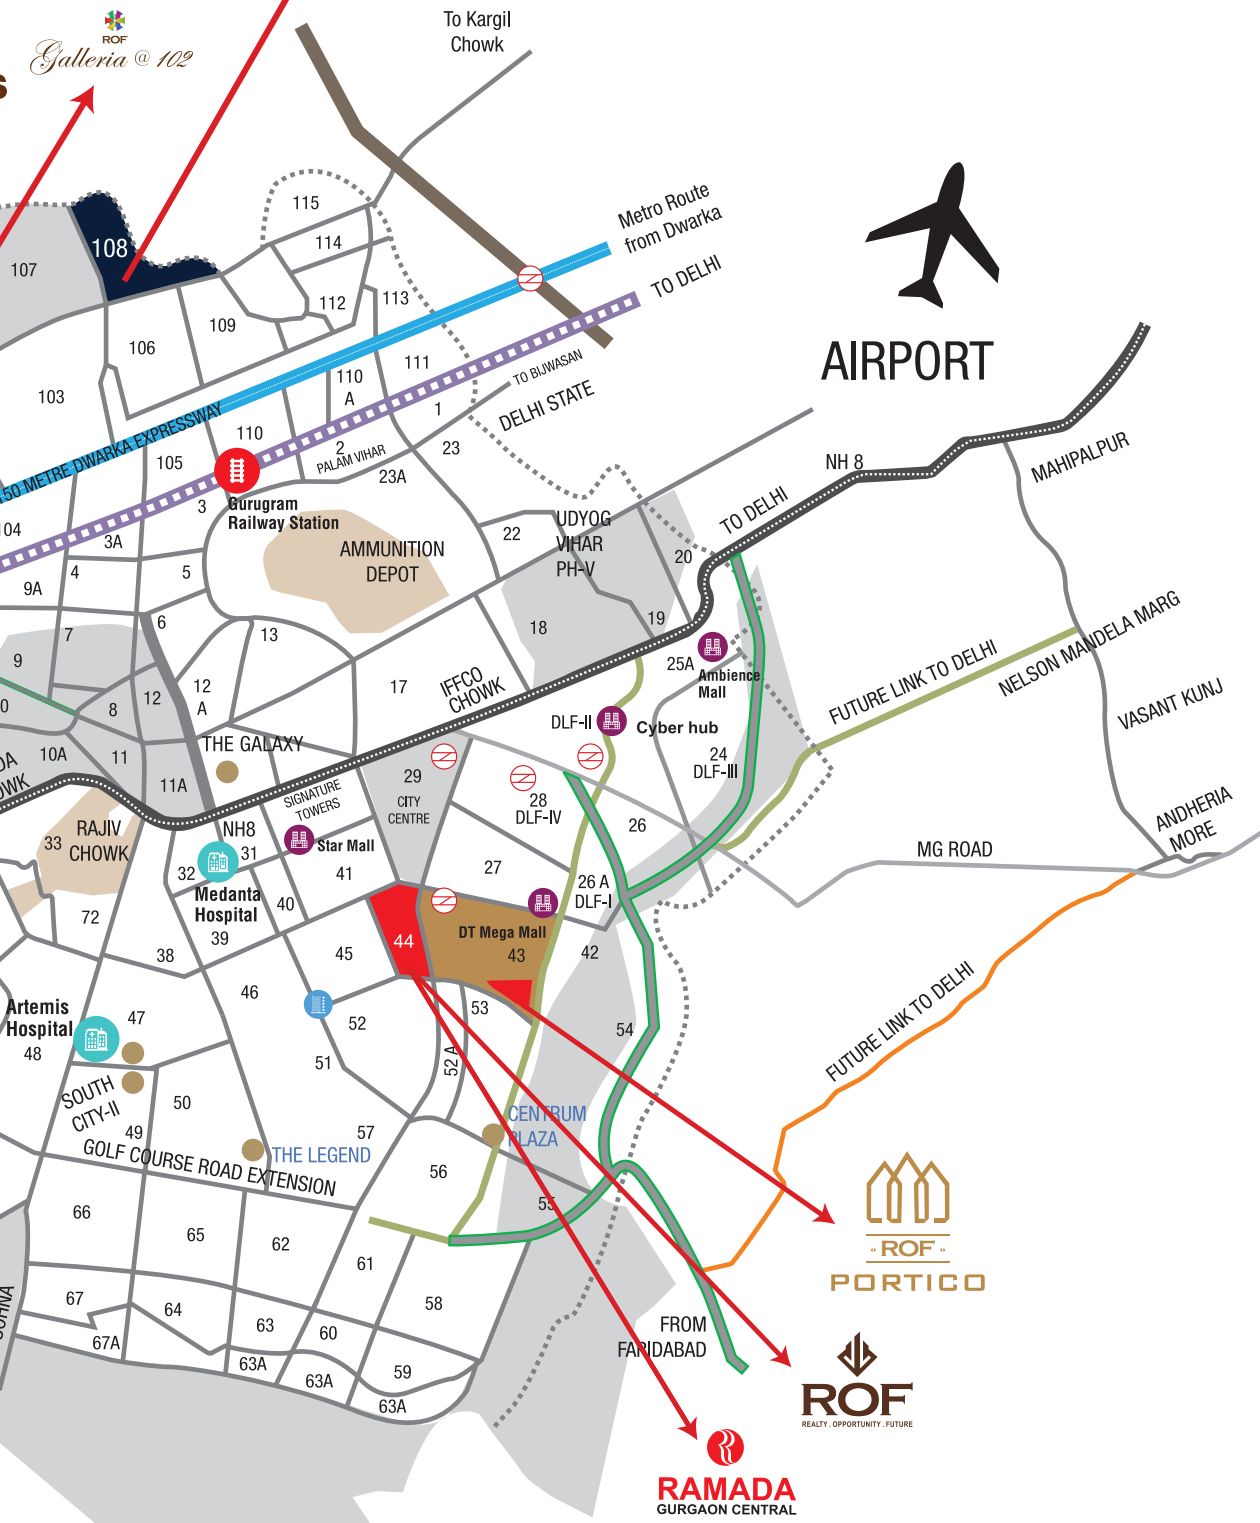 ROF
Galleria @ 102
s
To Kargil
Chowk
115
114
108
107
Metro Route
from Dwarka
TO DELHI
112
113
109
106
111
110
A
TO BIJWASAN
DELHI STATE
AIRPORT
103
1
150 METRE DWARKA EXPRESSWAY
110
2
PALAM VIHAR
23
23A
105
NH 8
MAHIPALPUR
3
Gurugram
Railway Station
104
3A
AMMUNITION
DEPOT
22
UDYOG
VIHAR
PH-V
TO DELHI
20
4
5
9A
6
7
13
18
19
9
25A
Ambience
Mall
FUTURE LINK TO DELHI
NELSON MANDELA MARG
VASANT KUNJ
12
12
A
17
IFFCO
CHOWK
8
0
DLF-II
Cyber hub
THE GALAXY
10A
11
11A
24
DLF-III
29
CITY
CENTRE
SIGNATURE
TOWERS
28
DLF-IV
26
ANDHERIA
MORE
MG ROAD
RAJIV
CHOWK
33
NH8
31
Star Mall
32
41
27
26 A
DLF-I
Medanta
Hospital
40
39
72
DT Mega Mall
43
44
45
42
38
46
Artemis
Hospital
47
48
52
53
54
51
52 A
FUTURE LINK TO DELHI
SOUTH
CITY-II
50
49
57
CENTRUM
PLAZA
GOLF COURSE ROAD EXTENSION
THE LEGEND
56
55
66
65
62
61
ROF
PORTICO
67
64
58
63
60
67A
63A
63A
59
63A
FROM
FARIDABAD
SOHNA
ROF
REALTY . OPPORTUNITY . FUTURE
RAMADA
GURGAON CENTRAL